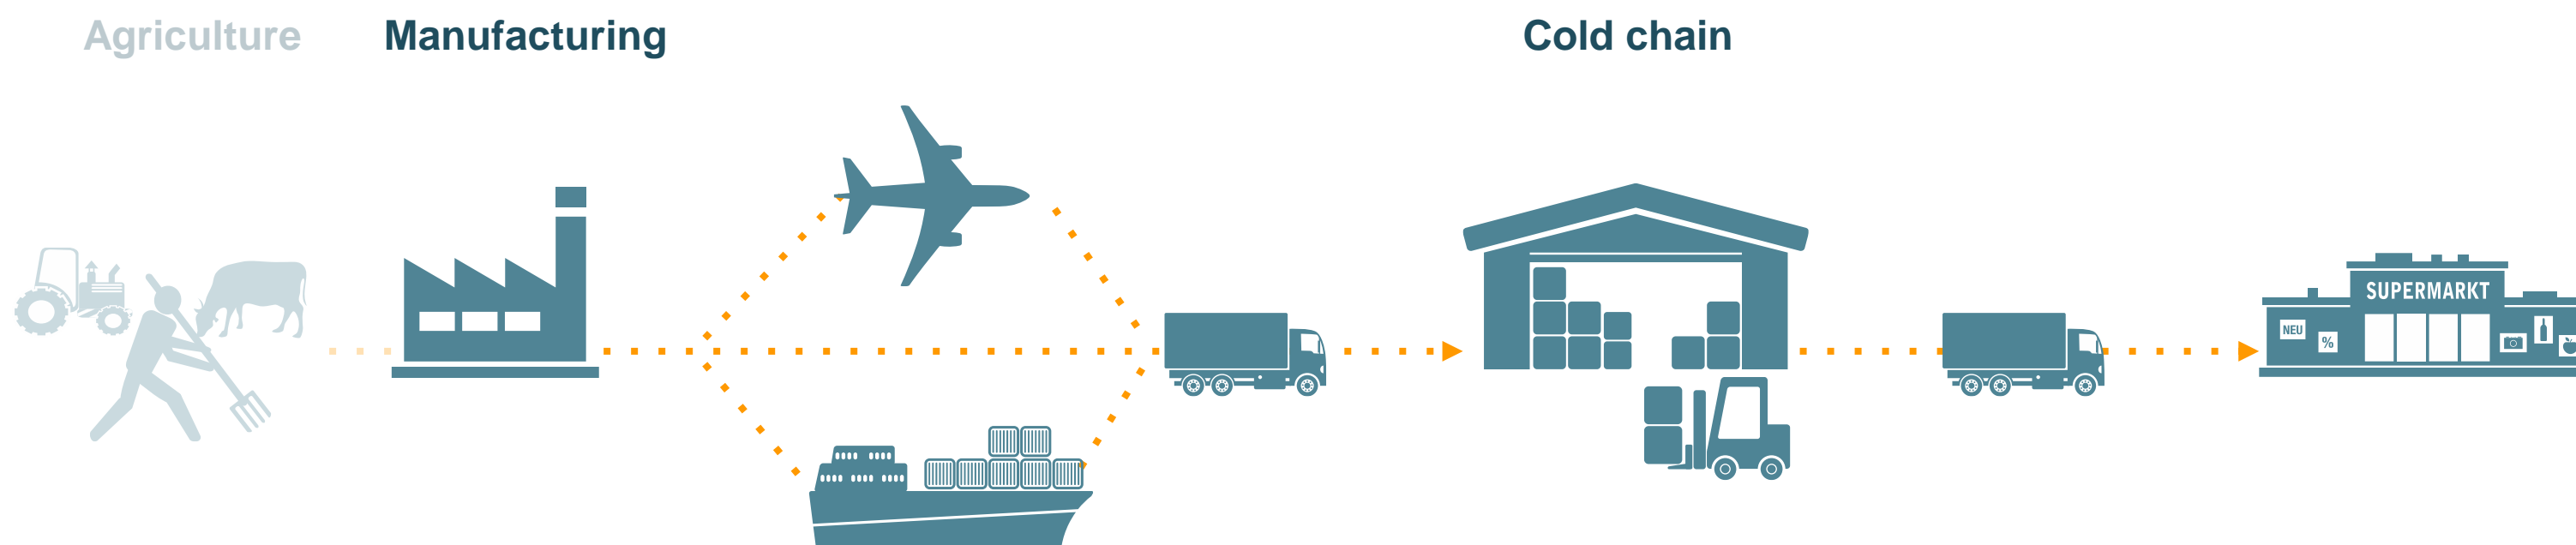 Agriculture
Manufacturing
Cold chain
SUPERMARKT
NEU
%